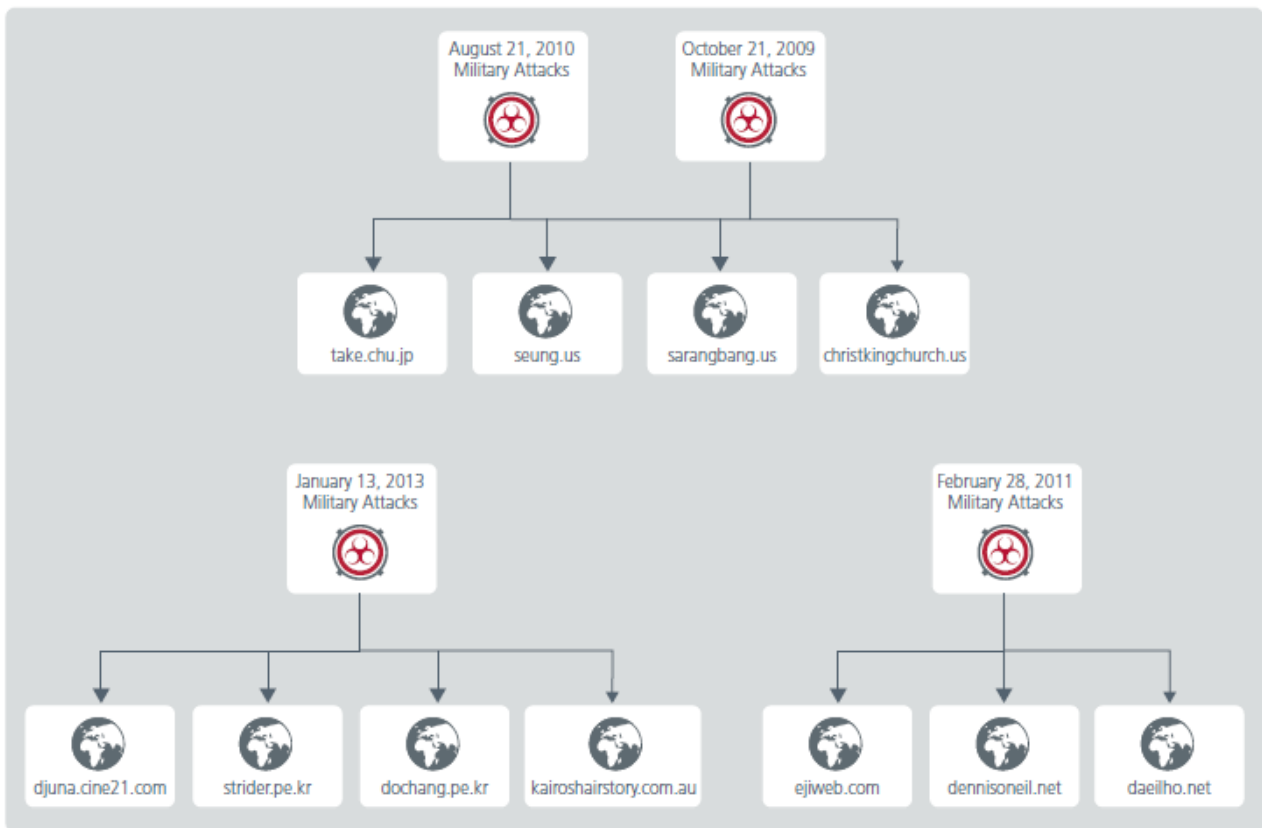 August 21, 2010
Military Attacks
October 21, 2009
Military Attacks
take.chu.jp
seung.us
sarangbang.us
christkingchurch.us
January 13, 2013
Military Attacks
February 28, 2011
Military Attacks
djuna.cine21.com
strider.pe.kr
dochang.pe.kr
kairoshairstory.com.au
ejiweb.com
dennisoneil.net
daeilho.net